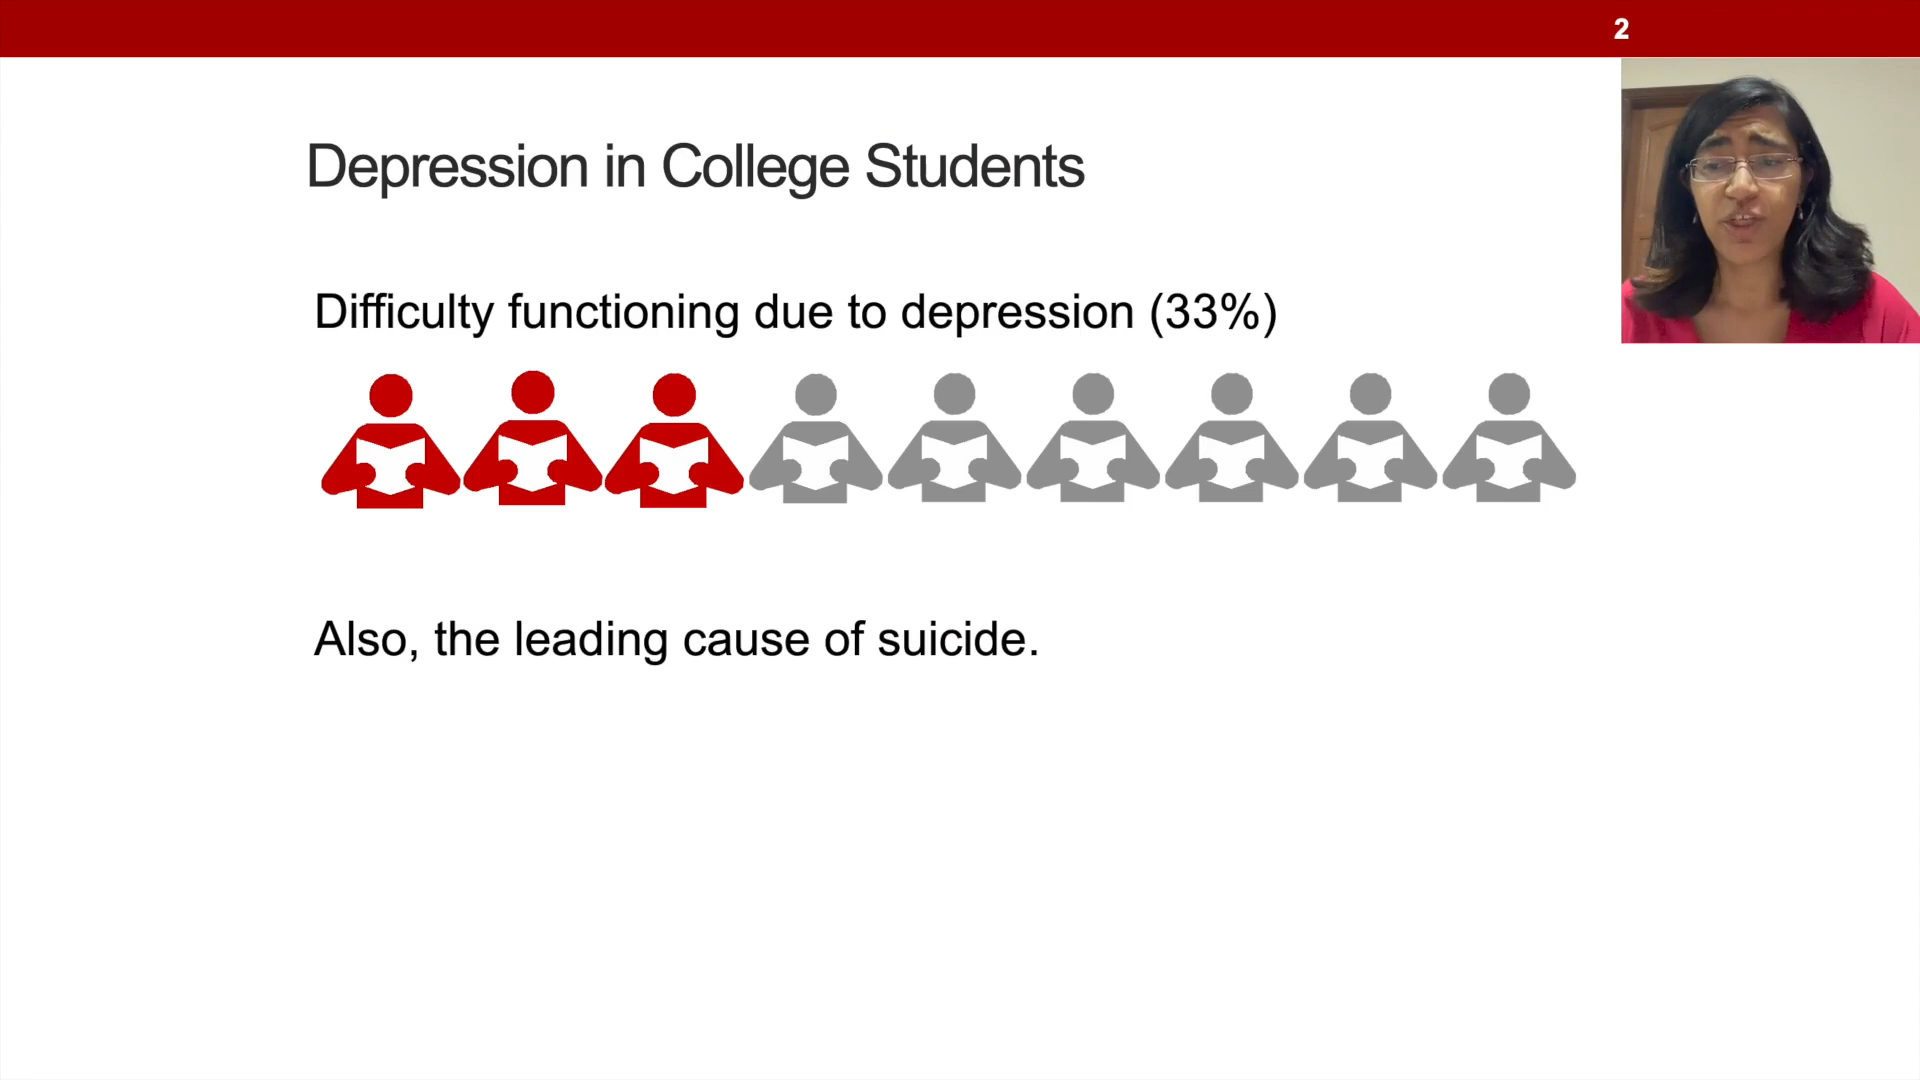 2
Depression in College Students
Difficulty functioning due to depression (33%)
Also, the leading cause of suicide.